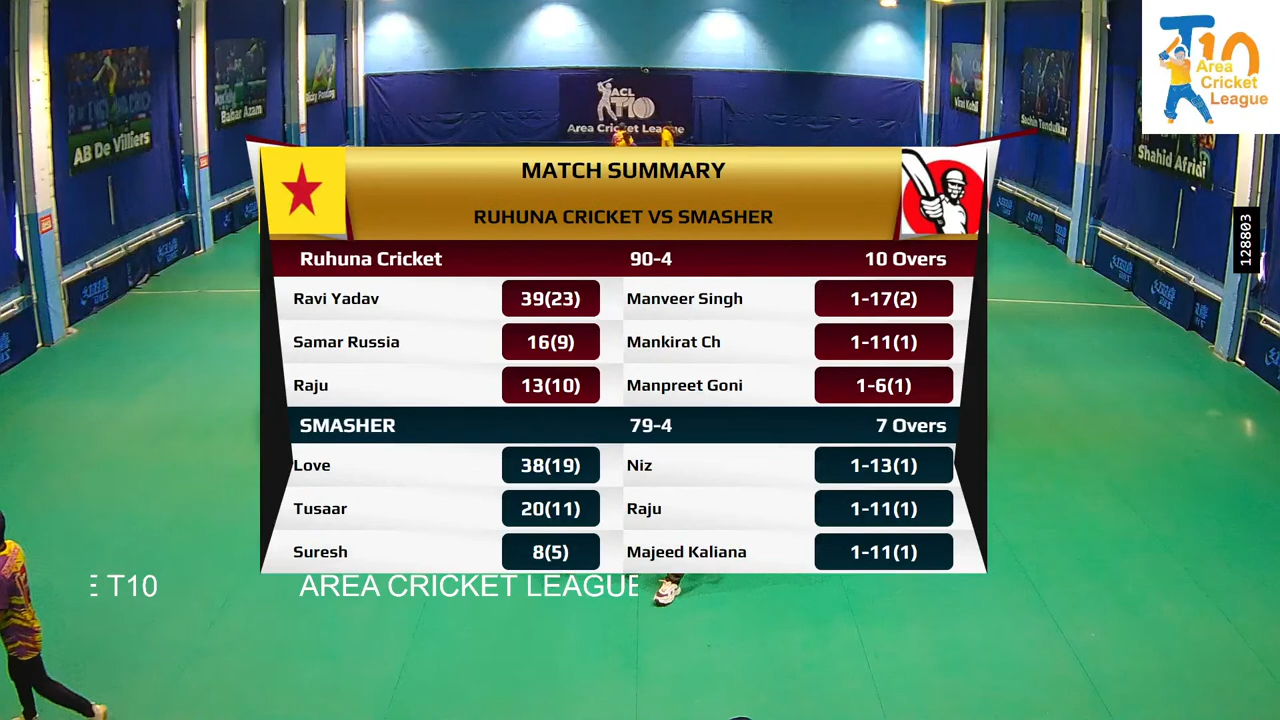 T10
Area
Cricket
League
AB De Villiers
Babar Azam
Ricky Ponting
ACL
T10
Area Cricket League
Virat Kohli
Sachin Tendulkar
Shahid Afridi
128803
MATCH SUMMARY
RUHUNA CRICKET VS SMASHER
Ruhuna Cricket 90-4 10 Overs
Ravi Yadav 39(23) Manveer Singh 1-17(2)
Samar Russia 16(9) Mankirat Ch 1-11(1)
Raju 13(10) Manpreet Goni 1-6(1)
SMASHER 79-4 7 Overs
Love 38(19) Niz 1-13(1)
Tusaar 20(11) Raju 1-11(1)
Suresh 8(5) Majeed Kaliana 1-11(1)
T10 AREA CRICKET LEAGUE